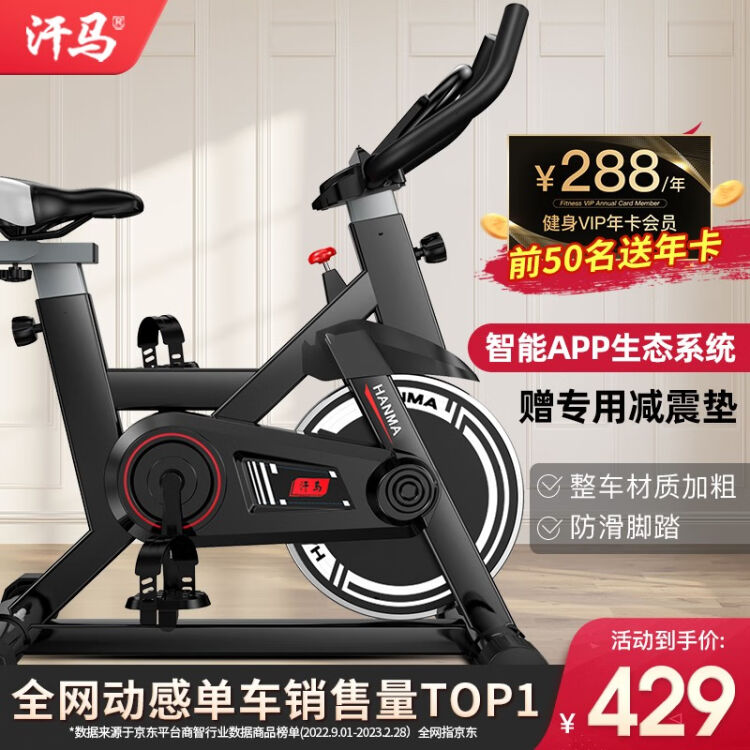 汗马®
¥288/年
Fitness VIP Annual Card Member
健身VIP年卡会员
前50名送年卡
智能APP生态系统
赠专用减震垫
整车材质加粗
防滑脚踏
HANMA
NMA
汗马
H
活动到手价:
¥429
全网动感单车销售量TOP1
*数据来源于京东平台商智行业数据商品榜单(2022.9.01-2023.2.28) 全网指京东